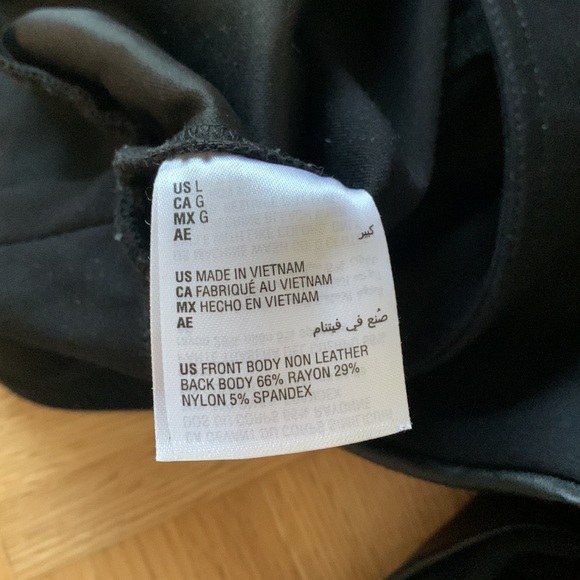 US L
CA G
MX G
AE كبير
US MADE IN VIETNAM
CA FABRIQUÉ AU VIETNAM
MX HECHO EN VIETNAM
AE صُنع في فيتنام
US FRONT BODY NON LEATHER
BACK BODY 66% RAYON 29%
NYLON 5% SPANDEX